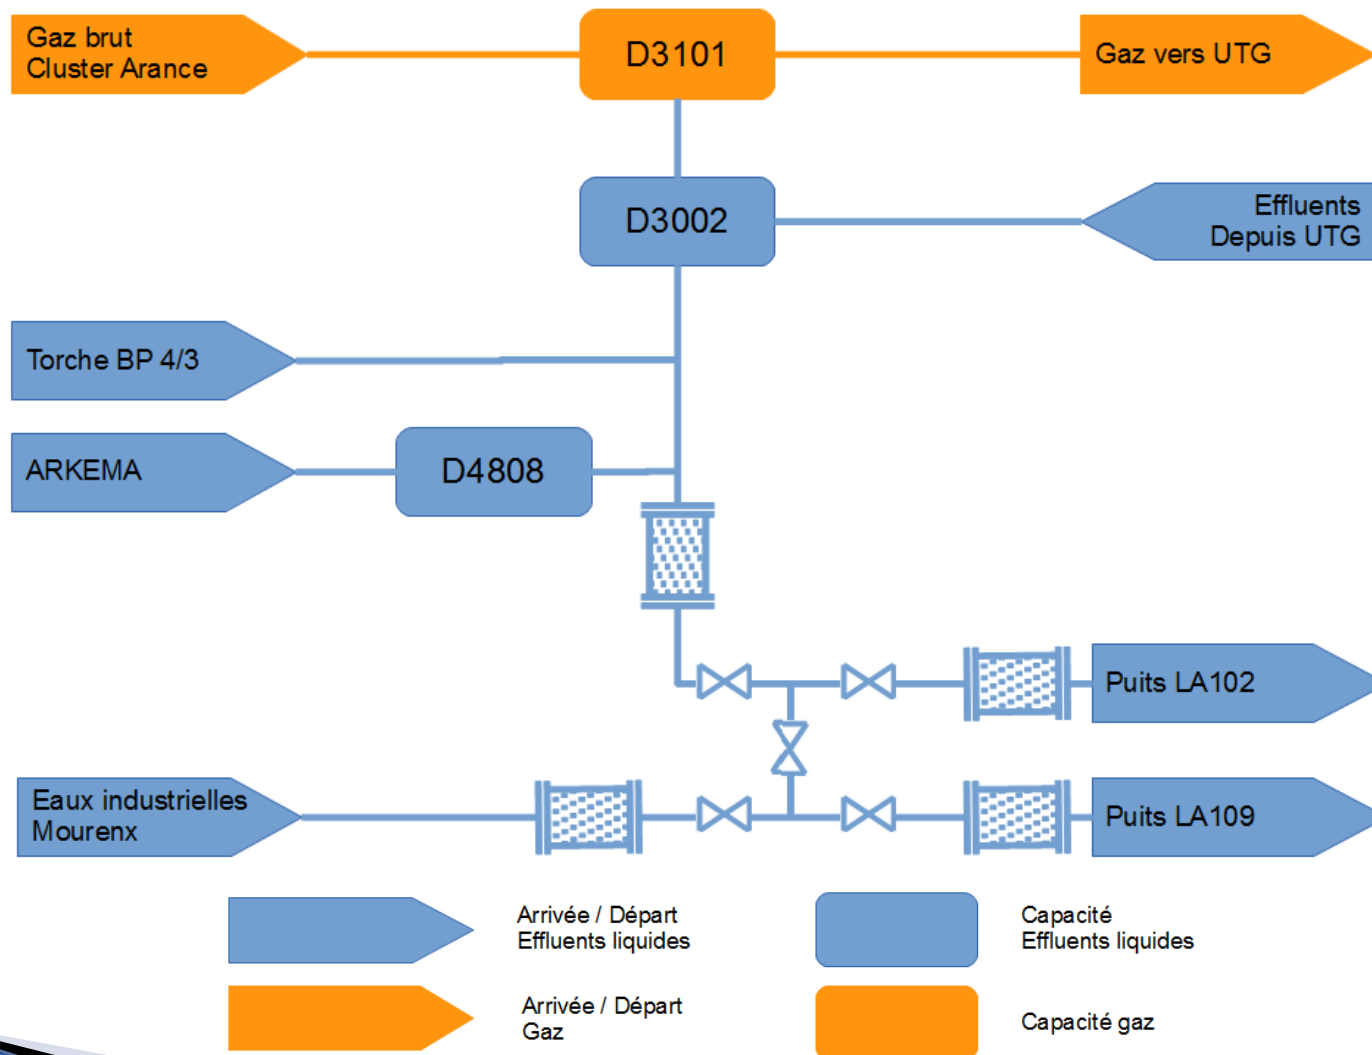 Gaz brut
Cluster Arance
D3101
Gaz vers UTG
D3002
Effluents
Depuis UTG
Torche BP 4/3
ARKEMA
D4808
Puits LA102
Eaux industrielles
Mourenx
Puits LA109
Arrivée / Départ
Effluents liquides
Capacité
Effluents liquides
Arrivée / Départ
Gaz
Capacité gaz